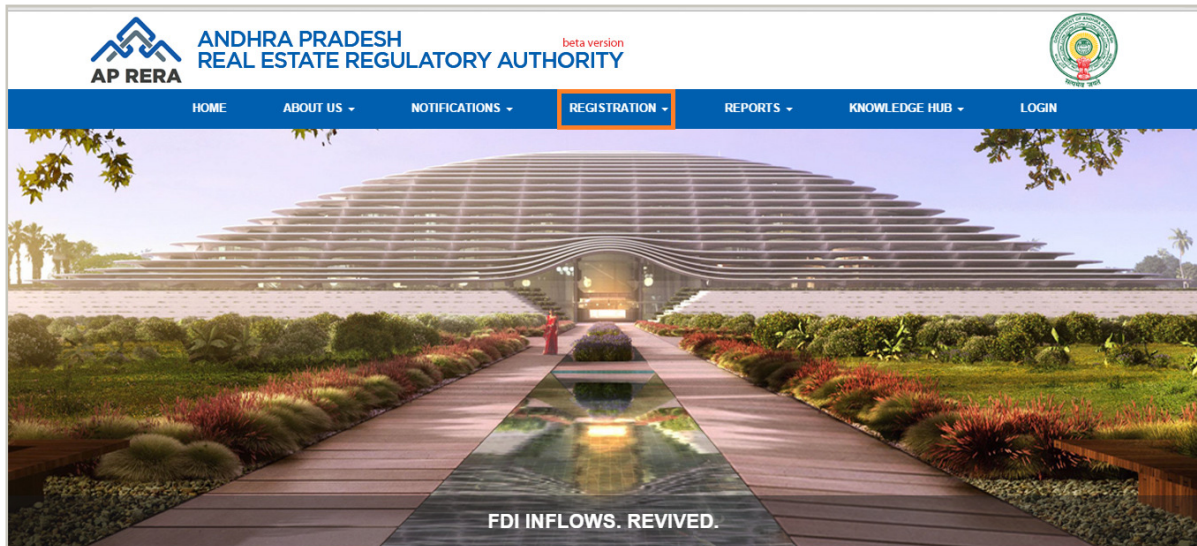 AP RERA
ANDHRA PRADESH
REAL ESTATE REGULATORY AUTHORITY
beta version
HOME ABOUT US NOTIFICATIONS REGISTRATION REPORTS KNOWLEDGE HUB LOGIN
FDI INFLOWS. REVIVED.